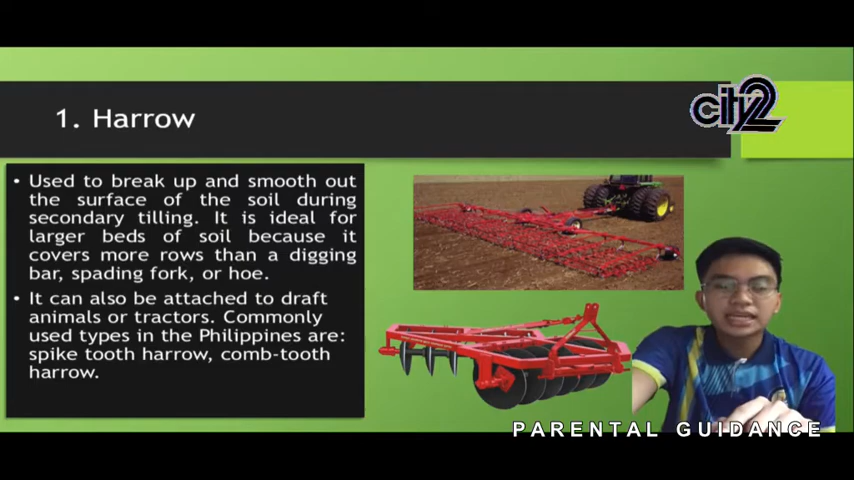 1. Harrow
city2
• Used to break up and smooth out
the surface of the soil during
secondary tilling. It is ideal for
larger beds of soil because it
covers more rows than a digging
bar, spading fork, or hoe.
• It can also be attached to draft
animals or tractors. Commonly
used types in the Philippines are:
spike tooth harrow, comb-tooth
harrow.
PARENTAL GUIDANCE